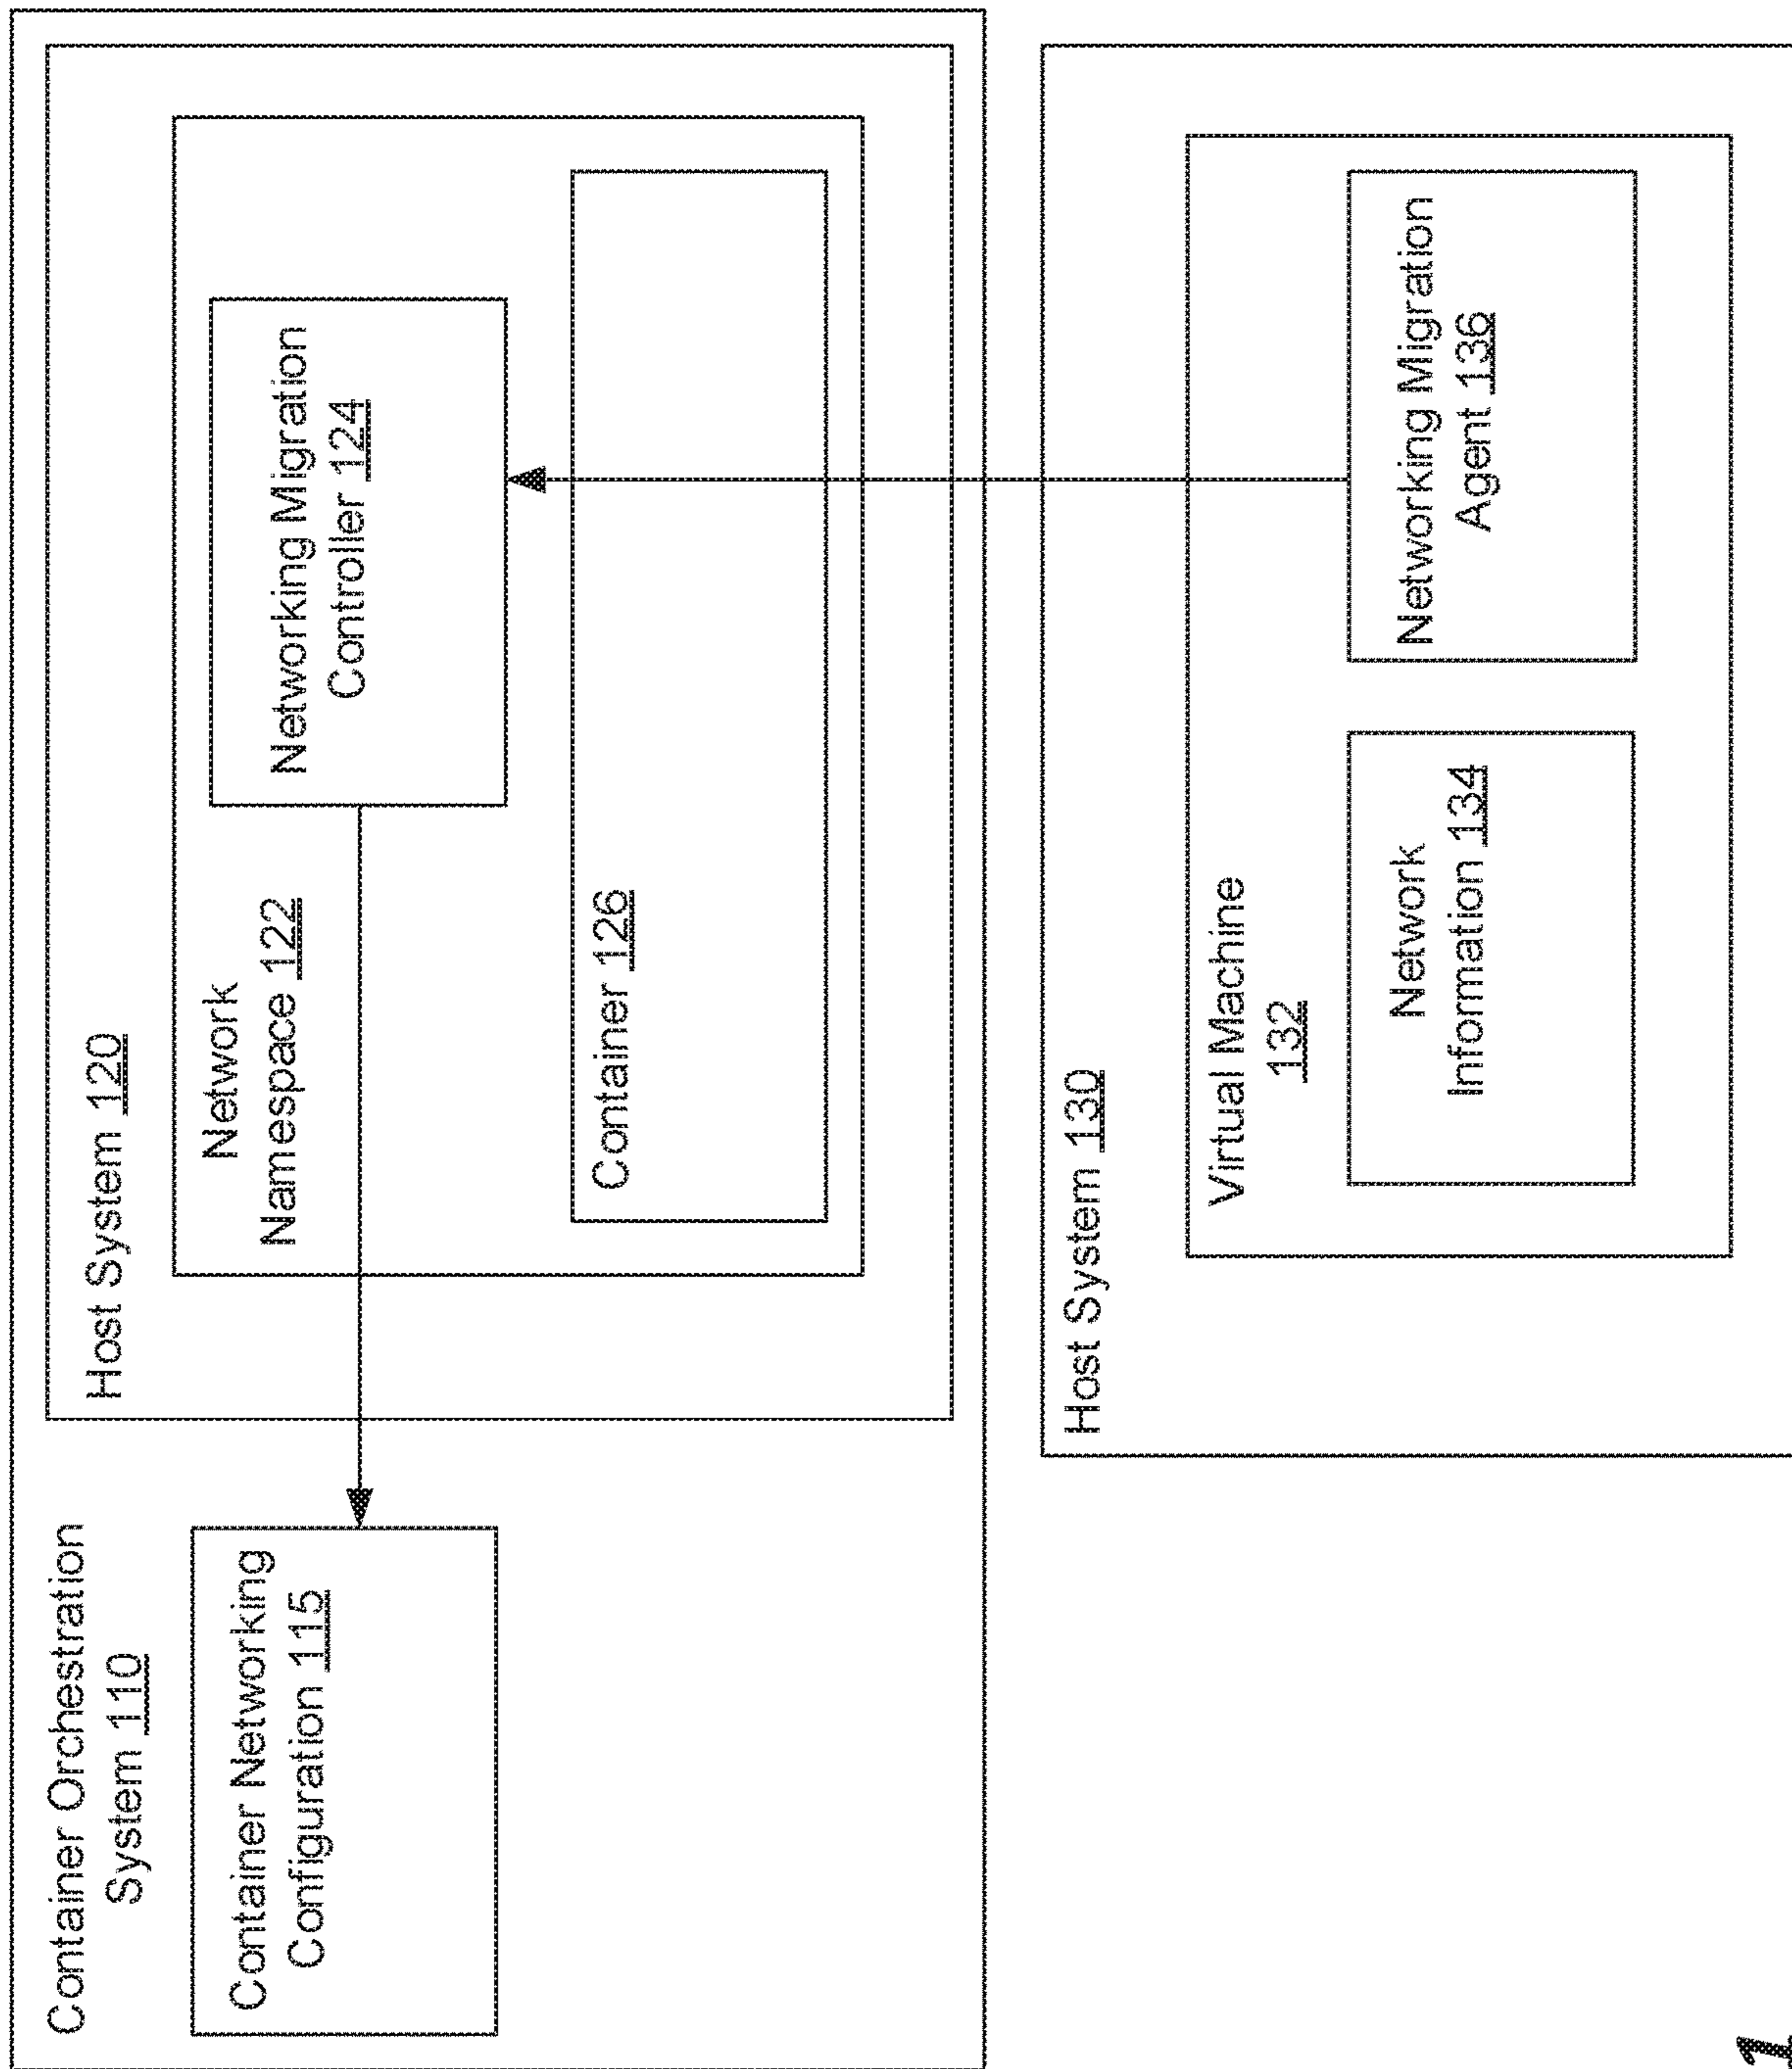 Container Orchestration
System 110
Container Networking
Configuration 115
Host System 120
Network
Namespace 122
Networking Migration
Controller 124
Container 126
Host System 130
Virtual Machine
132
Network
Information 134
Networking Migration
Agent 136
1